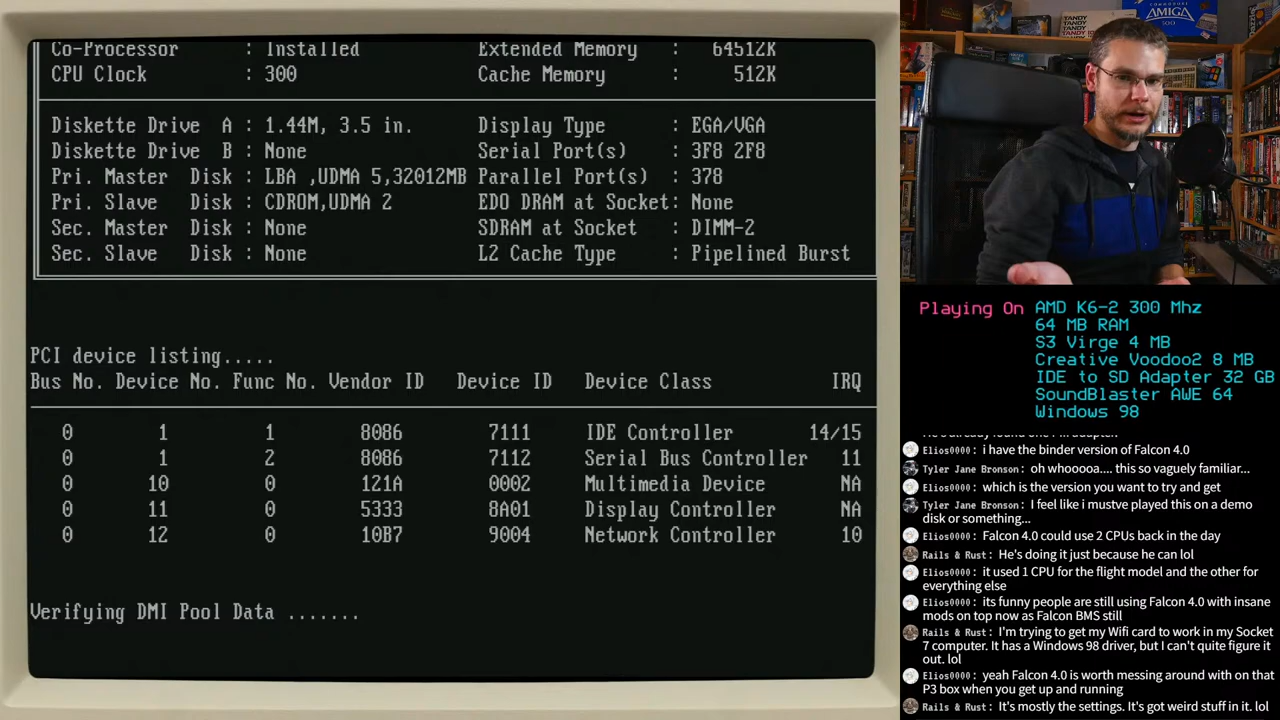 Co-Processor : Installed Extended Memory : 64512K
CPU Clock : 300 Cache Memory : 512K
Diskette Drive A : 1.44M, 3.5 in. Display Type : EGA/VGA
Diskette Drive B : None Serial Port(s) : 3F8 2F8
Pri. Master Disk : LBA ,UDMA 5,32012MB Parallel Port(s) : 378
Pri. Slave Disk : CDROM,UDMA 2 EDO DRAM at Socket: None
Sec. Master Disk : None SDRAM at Socket : DIMM-2
Sec. Slave Disk : None L2 Cache Type : Pipelined Burst
PCI device listing.....
Bus No. Device No. Func No. Vendor ID Device ID Device Class IRQ
0 1 1 8086 7111 IDE Controller 14/15
0 1 2 8086 7112 Serial Bus Controller 11
0 10 0 121A 0002 Multimedia Device NA
0 11 0 5333 8A01 Display Controller NA
0 12 0 10B7 9004 Network Controller 10
Verifying DMI Pool Data .......
AMIGA
500
TANDY
TANDY
Playing On AMD K6-2 300 Mhz
64 MB RAM
S3 Virge 4 MB
Creative Voodoo2 8 MB
IDE to SD Adapter 32 GB
SoundBlaster AWE 64
Windows 98
Elios0000: i have the binder version of Falcon 4.0
Tyler Jane Bronson: oh whooooa.... this so vaguely familiar...
Elios0000: which is the version you want to try and get
Tyler Jane Bronson: I feel like i mustve played this on a demo
disk or something...
Elios0000: Falcon 4.0 could use 2 CPUs back in the day
Rails & Rust: He's doing it just because he can lol
Elios0000: it used 1 CPU for the flight model and the other for
everything else
Elios0000: its funny people are still using Falcon 4.0 with insane
mods on top now as Falcon BMS still
Rails & Rust: I'm trying to get my Wifi card to work in my Socket
7 computer. It has a Windows 98 driver, but I can't quite figure it
out. lol
Elios0000: yeah Falcon 4.0 is worth messing around with on that
P3 box when you get up and running
Rails & Rust: It's mostly the settings. It's got weird stuff in it. lol